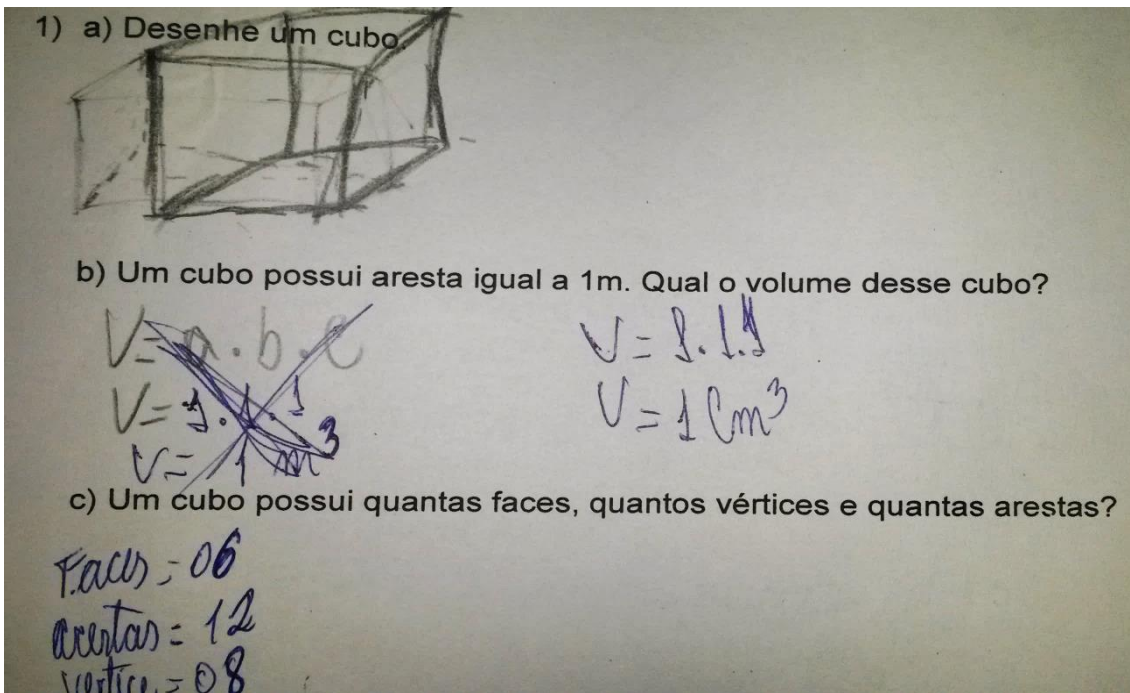 1) a) Desenhe um cubo.
b) Um cubo possui aresta igual a 1m. Qual o volume desse cubo?
V= a.b.c
V= 1.1.1
V= 1 m³
V= 1.1.1
V= 1 Cm³
c) Um cubo possui quantas faces, quantos vértices e quantas arestas?
Faces = 06
arestas = 12
vertice = 08